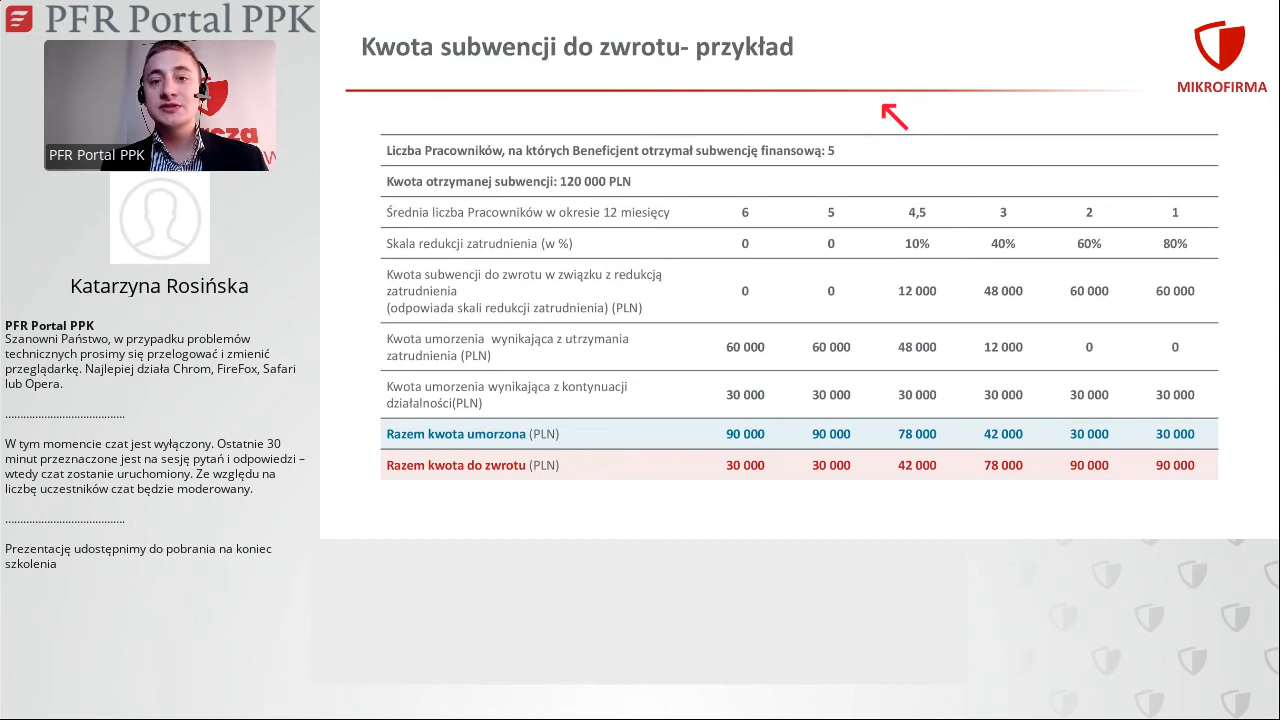 PFR Portal PPK
PFR Portal PPK
Katarzyna Rosińska
PFR Portal PPK
Szanowni Państwo, w przypadku problemów
technicznych prosimy się przelogować i zmienić
przeglądarkę. Najlepiej działa Chrom, FireFox, Safari
lub Opera.
........................................
W tym momencie czat jest wyłączony. Ostatnie 30
minut przeznaczone jest na sesję pytań i odpowiedzi –
wtedy czat zostanie uruchomiony. Ze względu na
liczbę uczestników czat będzie moderowany.
........................................
Prezentację udostępnimy do pobrania na koniec
szkolenia
Kwota subwencji do zwrotu- przykład
MIKROFIRMA
Liczba Pracowników, na których Beneficjent otrzymał subwencję finansową: 5
Kwota otrzymanej subwencji: 120 000 PLN
Średnia liczba Pracowników w okresie 12 miesięcy 6 5 4,5 3 2 1
Skala redukcji zatrudnienia (w %) 0 0 10% 40% 60% 80%
Kwota subwencji do zwrotu w związku z redukcją
zatrudnienia
(odpowiada skali redukcji zatrudnienia) (PLN) 0 0 12 000 48 000 60 000 60 000
Kwota umorzenia wynikająca z utrzymania
zatrudnienia (PLN) 60 000 60 000 48 000 12 000 0 0
Kwota umorzenia wynikająca z kontynuacji
działalności(PLN) 30 000 30 000 30 000 30 000 30 000 30 000
Razem kwota umorzona (PLN) 90 000 90 000 78 000 42 000 30 000 30 000
Razem kwota do zwrotu (PLN) 30 000 30 000 42 000 78 000 90 000 90 000